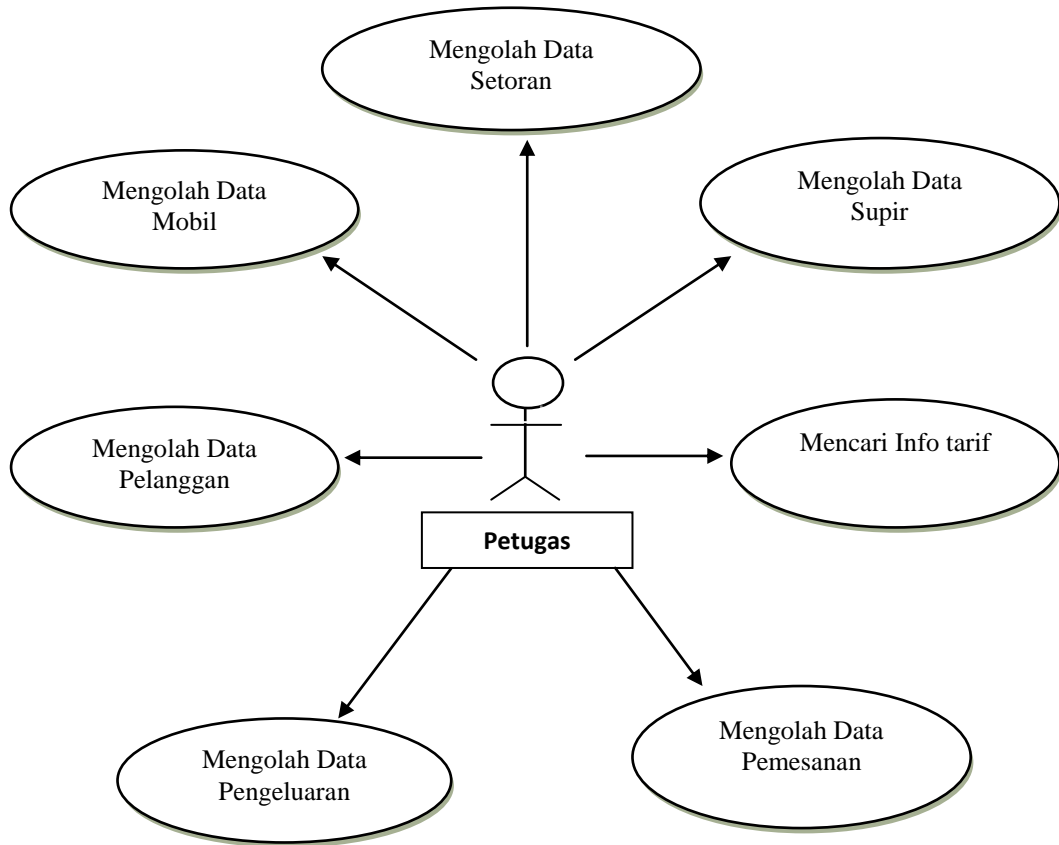 Mengolah Data
Setoran
Mengolah Data
Mobil
Mengolah Data
Supir
Mengolah Data
Pelanggan
Mencari Info tarif
Petugas
Mengolah Data
Pengeluaran
Mengolah Data
Pemesanan